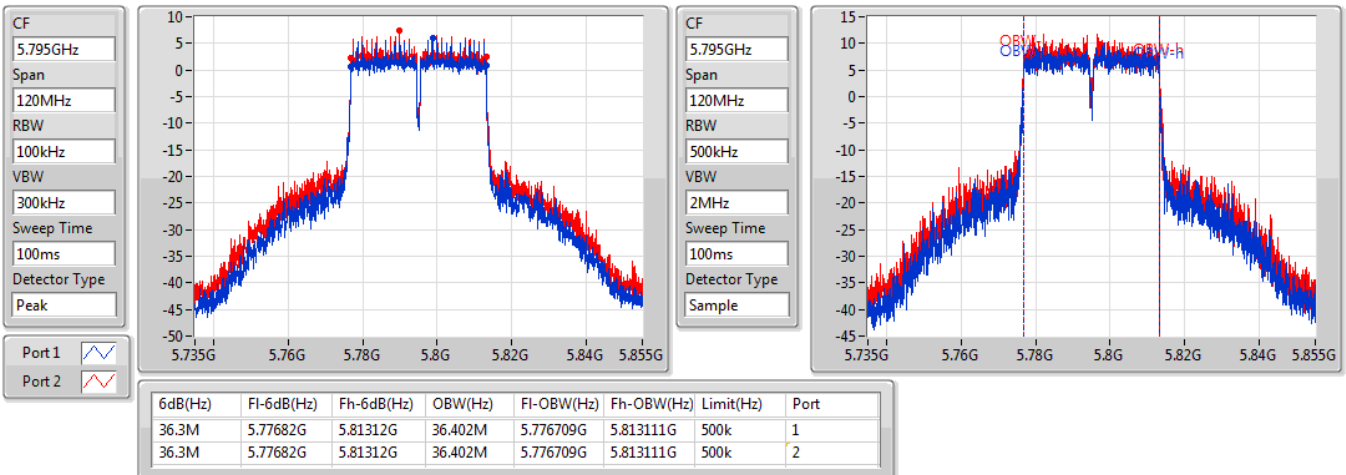 CF
5.795GHz
Span
120MHz
RBW
100kHz
VBW
300kHz
Sweep Time
100ms
Detector Type
Peak
Port 1
Port 2
10
5
0
-5
-10
-15
-20
-25
-30
-35
-40
-45
-50
5.735G 5.76G 5.78G 5.8G 5.82G 5.84G 5.855G
CF
5.795GHz
Span
120MHz
RBW
500kHz
VBW
2MHz
Sweep Time
100ms
Detector Type
Sample
15
10
5
0
-5
-10
-15
-20
-25
-30
-35
-40
-45
OBW
OBW OBW-h
5.735G 5.76G 5.78G 5.8G 5.82G 5.84G 5.855G
6dB(Hz) Fl-6dB(Hz) Fh-6dB(Hz) OBW(Hz) Fl-OBW(Hz) Fh-OBW(Hz) Limit(Hz) Port
36.3M 5.77682G 5.81312G 36.402M 5.776709G 5.813111G 500k 1
36.3M 5.77682G 5.81312G 36.402M 5.776709G 5.813111G 500k 2